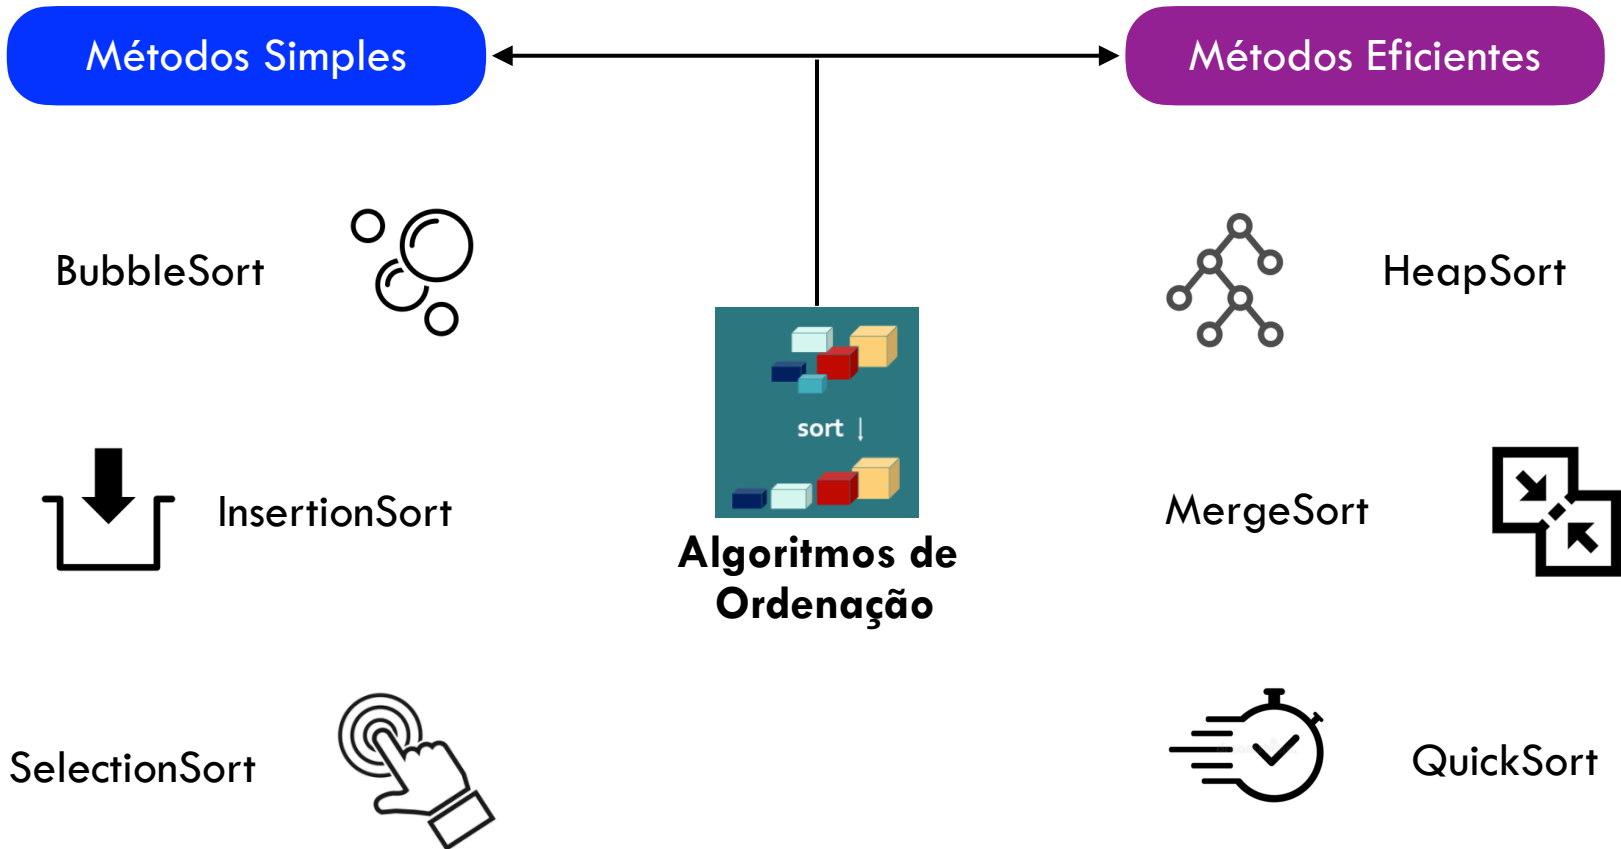 Métodos Simples
Métodos Eficientes
BubbleSort
HeapSort
sort ↓
InsertionSort
MergeSort
Algoritmos de
Ordenação
SelectionSort
QuickSort